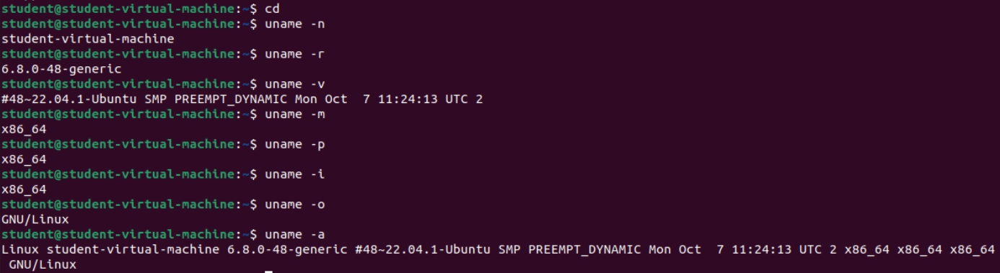 student@student-virtual-machine:~$ cd
student@student-virtual-machine:~$ uname -n
student-virtual-machine
student@student-virtual-machine:~$ uname -r
6.8.0-48-generic
student@student-virtual-machine:~$ uname -v
#48~22.04.1-Ubuntu SMP PREEMPT_DYNAMIC Mon Oct  7 11:24:13 UTC 2
student@student-virtual-machine:~$ uname -m
x86_64
student@student-virtual-machine:~$ uname -p
x86_64
student@student-virtual-machine:~$ uname -i
x86_64
student@student-virtual-machine:~$ uname -o
GNU/Linux
student@student-virtual-machine:~$ uname -a
Linux student-virtual-machine 6.8.0-48-generic #48~22.04.1-Ubuntu SMP PREEMPT_DYNAMIC Mon Oct  7 11:24:13 UTC 2 x86_64 x86_64 x86_64
 GNU/Linux